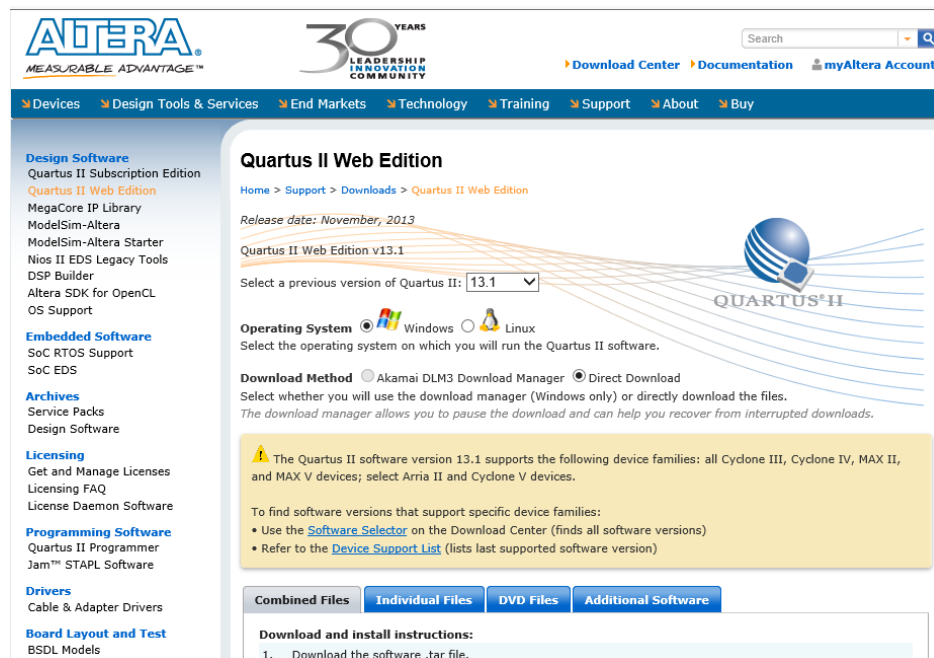 ALTERA®
MEASURABLE ADVANTAGE™
30 YEARS
LEADERSHIP
INNOVATION
COMMUNITY
Search
Download Center Documentation myAltera Account
Devices Design Tools & Services End Markets Technology Training Support About Buy
Design Software
Quartus II Subscription Edition
Quartus II Web Edition
MegaCore IP Library
ModelSim-Altera
ModelSim-Altera Starter
Nios II EDS Legacy Tools
DSP Builder
Altera SDK for OpenCL
OS Support
Embedded Software
SoC RTOS Support
SoC EDS
Archives
Service Packs
Design Software
Licensing
Get and Manage Licenses
Licensing FAQ
License Daemon Software
Programming Software
Quartus II Programmer
Jam™ STAPL Software
Drivers
Cable & Adapter Drivers
Board Layout and Test
BSDL Models
Quartus II Web Edition
Home > Support > Downloads > Quartus II Web Edition
Release date: November, 2013
Quartus II Web Edition v13.1
Select a previous version of Quartus II: 13.1
QUARTUS® II
Operating System Windows Linux
Select the operating system on which you will run the Quartus II software.
Download Method Akamai DLM3 Download Manager Direct Download
Select whether you will use the download manager (Windows only) or directly download the files.
The download manager allows you to pause the download and can help you recover from interrupted downloads.
The Quartus II software version 13.1 supports the following device families: all Cyclone III, Cyclone IV, MAX II,
and MAX V devices; select Arria II and Cyclone V devices.
To find software versions that support specific device families:
• Use the Software Selector on the Download Center (finds all software versions)
• Refer to the Device Support List (lists last supported software version)
Combined Files Individual Files DVD Files Additional Software
Download and install instructions:
1. Download the software .tar file.